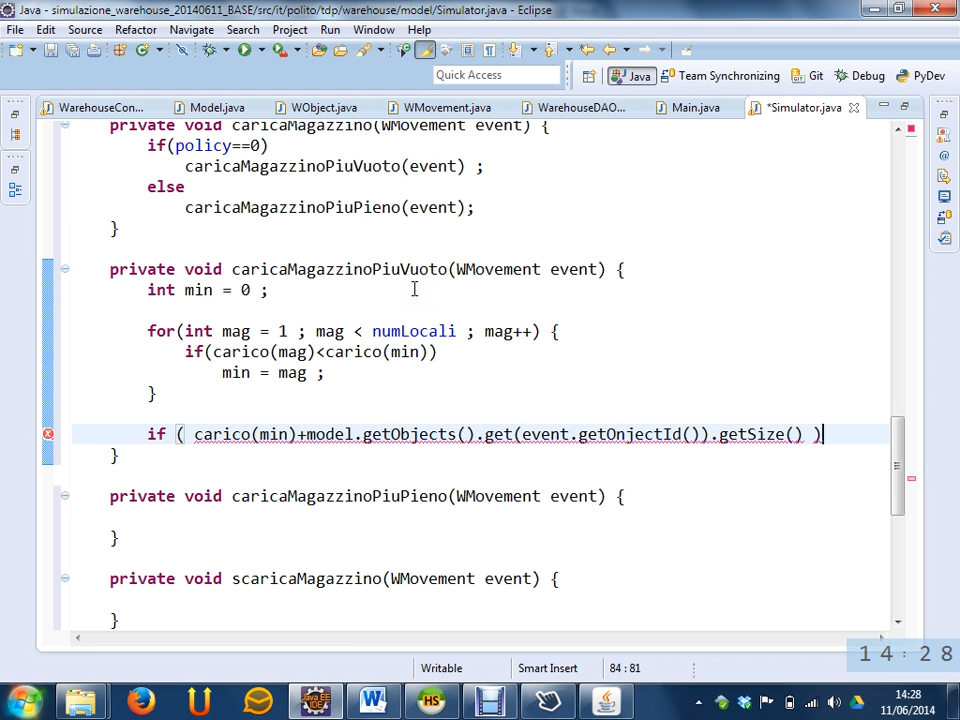 Java - simulazione_warehouse_20140611_BASE/src/it/polito/tdp/warehouse/model/Simulator.java - Eclipse
File Edit Source Refactor Navigate Search Project Run Window Help
Quick Access
Java Team Synchronizing Git Debug PyDev
WarehouseCon... Model.java WObject.java WMovement.java WarehouseDAO... Main.java *Simulator.java
private void caricaMagazzino(WMovement event) {
if(policy==0)
caricaMagazzinoPiuVuoto(event) ;
else
caricaMagazzinoPiuPieno(event);
}
private void caricaMagazzinoPiuVuoto(WMovement event) {
int min = 0 ;
for(int mag = 1 ; mag < numLocali ; mag++) {
if(carico(mag)<carico(min))
min = mag ;
}
if ( carico(min)+model.getObjects().get(event.getOnjectId()).getSize() )
}
private void caricaMagazzinoPiuPieno(WMovement event) {
}
private void scaricaMagazzino(WMovement event) {
}
14:28
Writable Smart Insert 84 : 81
Java EE
IDE
W
HS
14:28
11/06/2014